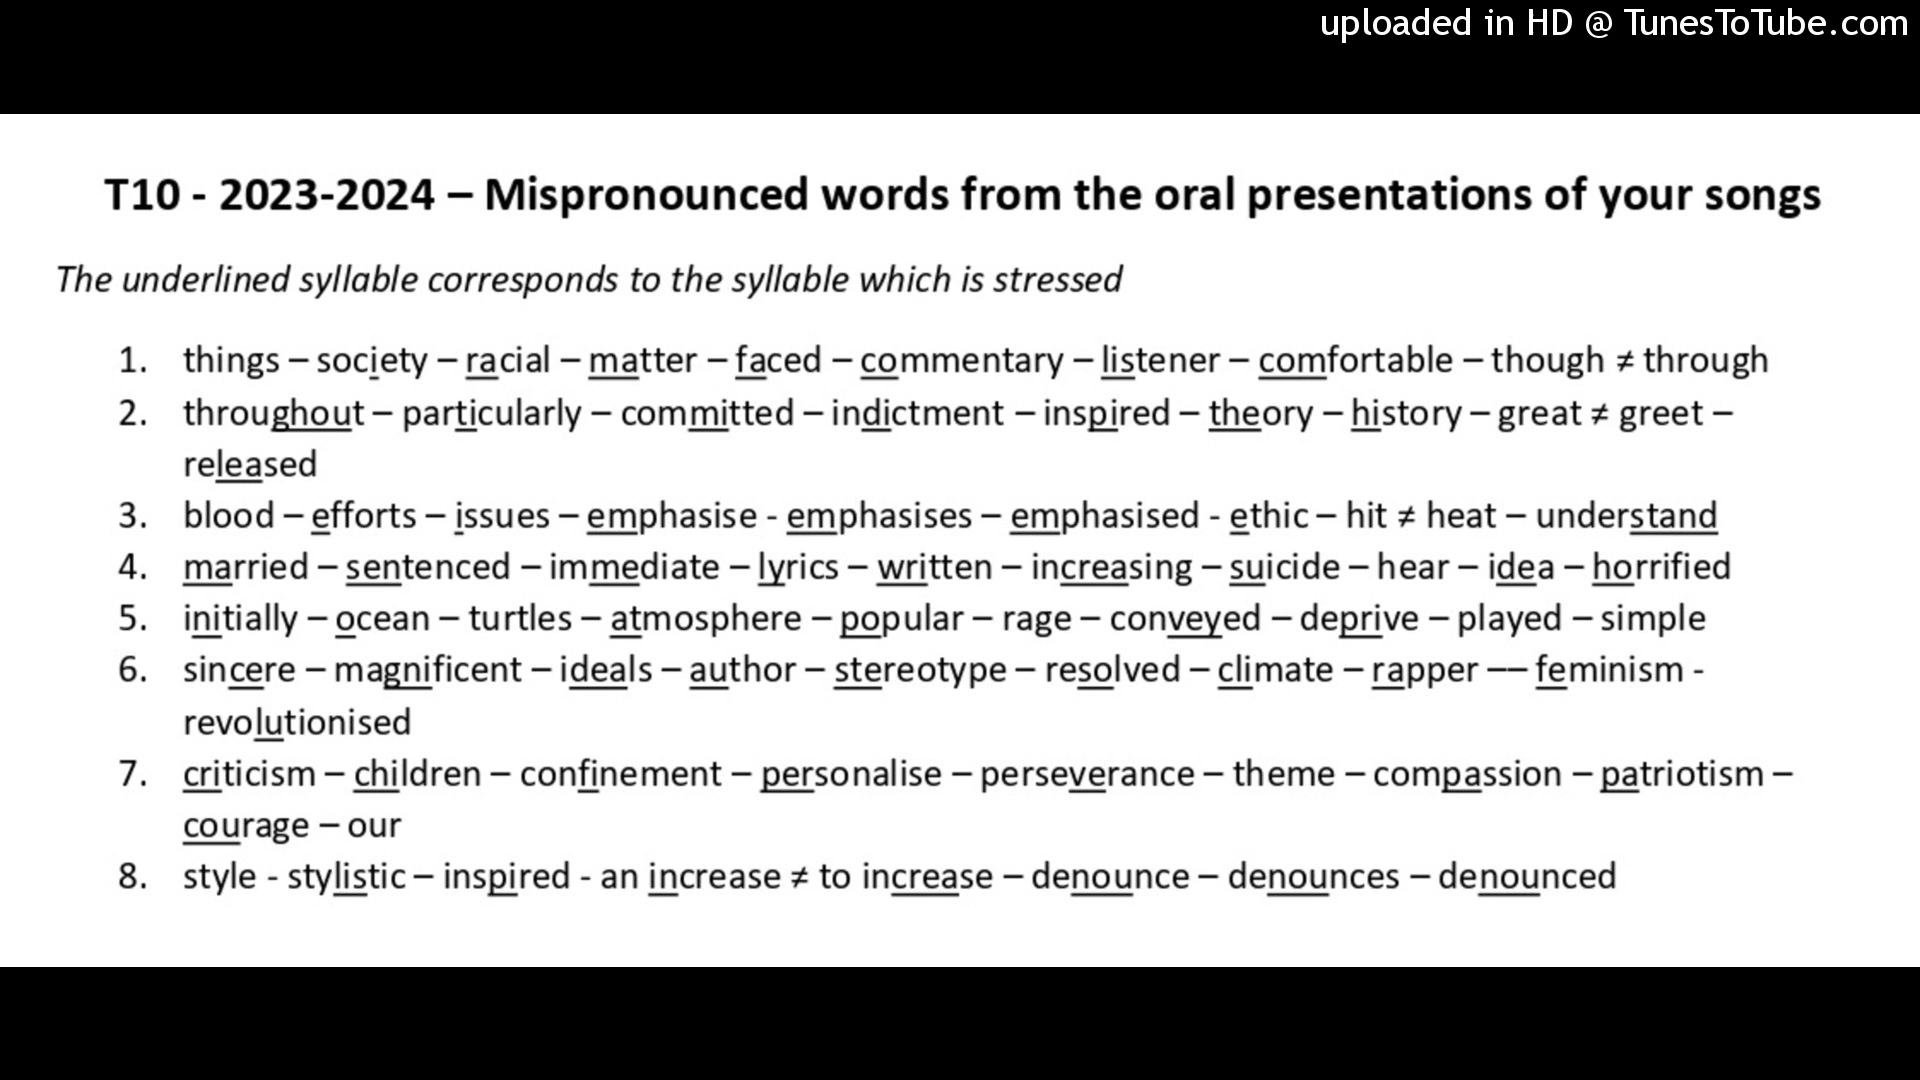 uploaded in HD @ TunesToTube.com
T10 - 2023-2024 – Mispronounced words from the oral presentations of your songs
The underlined syllable corresponds to the syllable which is stressed
1. things – society – racial – matter – faced – commentary – listener – comfortable – though ≠ through
2. throughout – particularly – committed – indictment – inspired – theory – history – great ≠ greet –
released
3. blood – efforts – issues – emphasise - emphasises – emphasised - ethic – hit ≠ heat – understand
4. married – sentenced – immediate – lyrics – written – increasing – suicide – hear – idea – horrified
5. initially – ocean – turtles – atmosphere – popular – rage – conveyed – deprive – played – simple
6. sincere – magnificent – ideals – author – stereotype – resolved – climate – rapper –– feminism -
revolutionised
7. criticism – children – confinement – personalise – perseverance – theme – compassion – patriotism –
courage – our
8. style - stylistic – inspired - an increase ≠ to increase – denounce – denounces – denounced